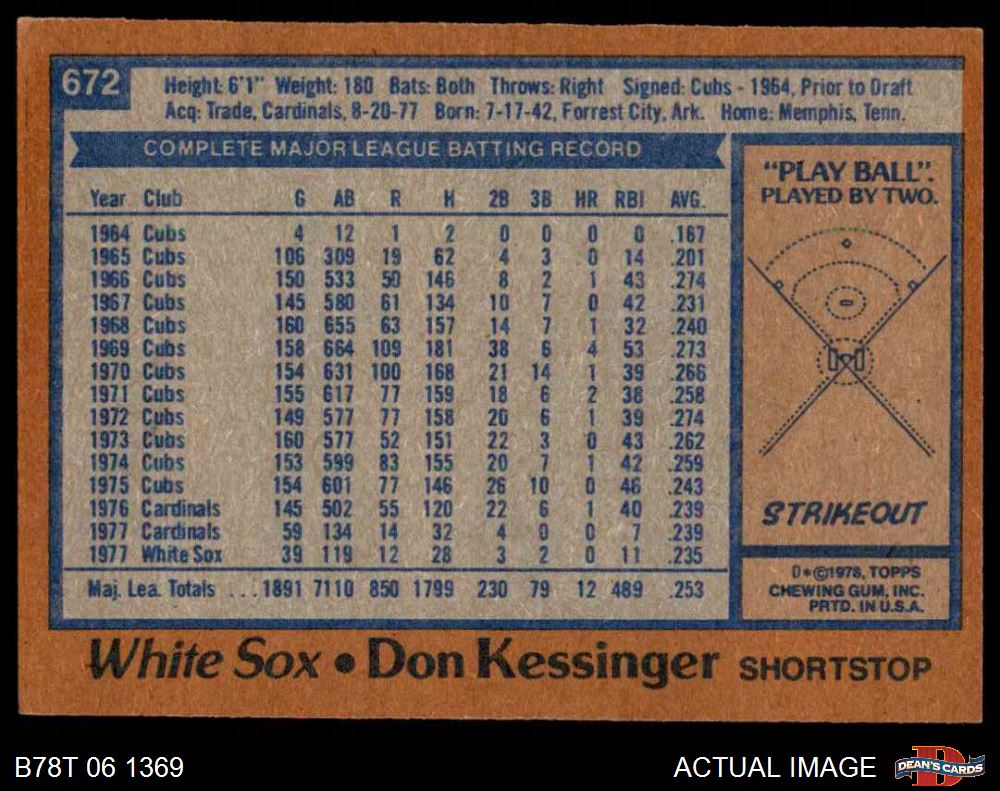 672
Height: 6'1" Weight: 180 Bats: Both Throws: Right Signed: Cubs - 1964, Prior to Draft
Acq: Trade, Cardinals, 8-20-77 Born: 7-17-42, Forrest City, Ark. Home: Memphis, Tenn.
COMPLETE MAJOR LEAGUE BATTING RECORD
Year Club G AB R H 2B 3B HR RBI AVG.
1964 Cubs 4 12 1 2 0 0 0 0 .167
1965 Cubs 106 309 19 62 4 3 0 14 .201
1966 Cubs 150 533 50 146 8 2 1 43 .274
1967 Cubs 145 580 61 134 10 7 0 42 .231
1968 Cubs 160 655 63 157 14 7 1 32 .240
1969 Cubs 158 664 109 181 38 6 4 53 .273
1970 Cubs 154 631 100 168 21 14 1 39 .266
1971 Cubs 155 617 77 159 18 6 2 38 .258
1972 Cubs 149 577 77 158 20 6 1 39 .274
1973 Cubs 160 577 52 151 22 3 0 43 .262
1974 Cubs 153 599 83 155 20 7 1 42 .259
1975 Cubs 154 601 77 146 26 10 0 46 .243
1976 Cardinals 145 502 55 120 22 6 1 40 .239
1977 Cardinals 59 134 14 32 4 0 0 7 .239
1977 White Sox 39 119 12 28 3 2 0 11 .235
Maj. Lea. Totals ...1891 7110 850 1799 230 79 12 489 .253
"PLAY BALL".
PLAYED BY TWO.
STRIKEOUT
D*©1978, TOPPS
CHEWING GUM, INC.
PRTD. IN U.S.A.
White Sox • Don Kessinger SHORTSTOP
B78T 06 1369
ACTUAL IMAGE
D
DEAN'S CARDS